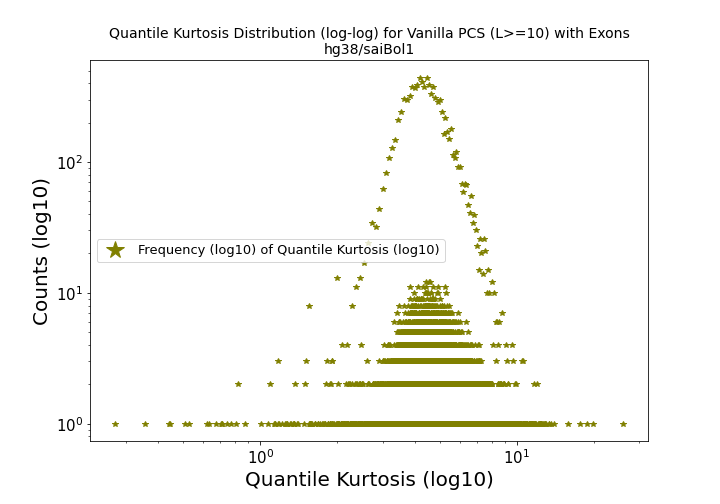 Quantile Kurtosis Distribution (log-log) for Vanilla PCS (L>=10) with Exons
hg38/saiBol1
Counts (log10)
10²
10¹
10⁰
Frequency (log10) of Quantile Kurtosis (log10)
10⁰ 10¹
Quantile Kurtosis (log10)